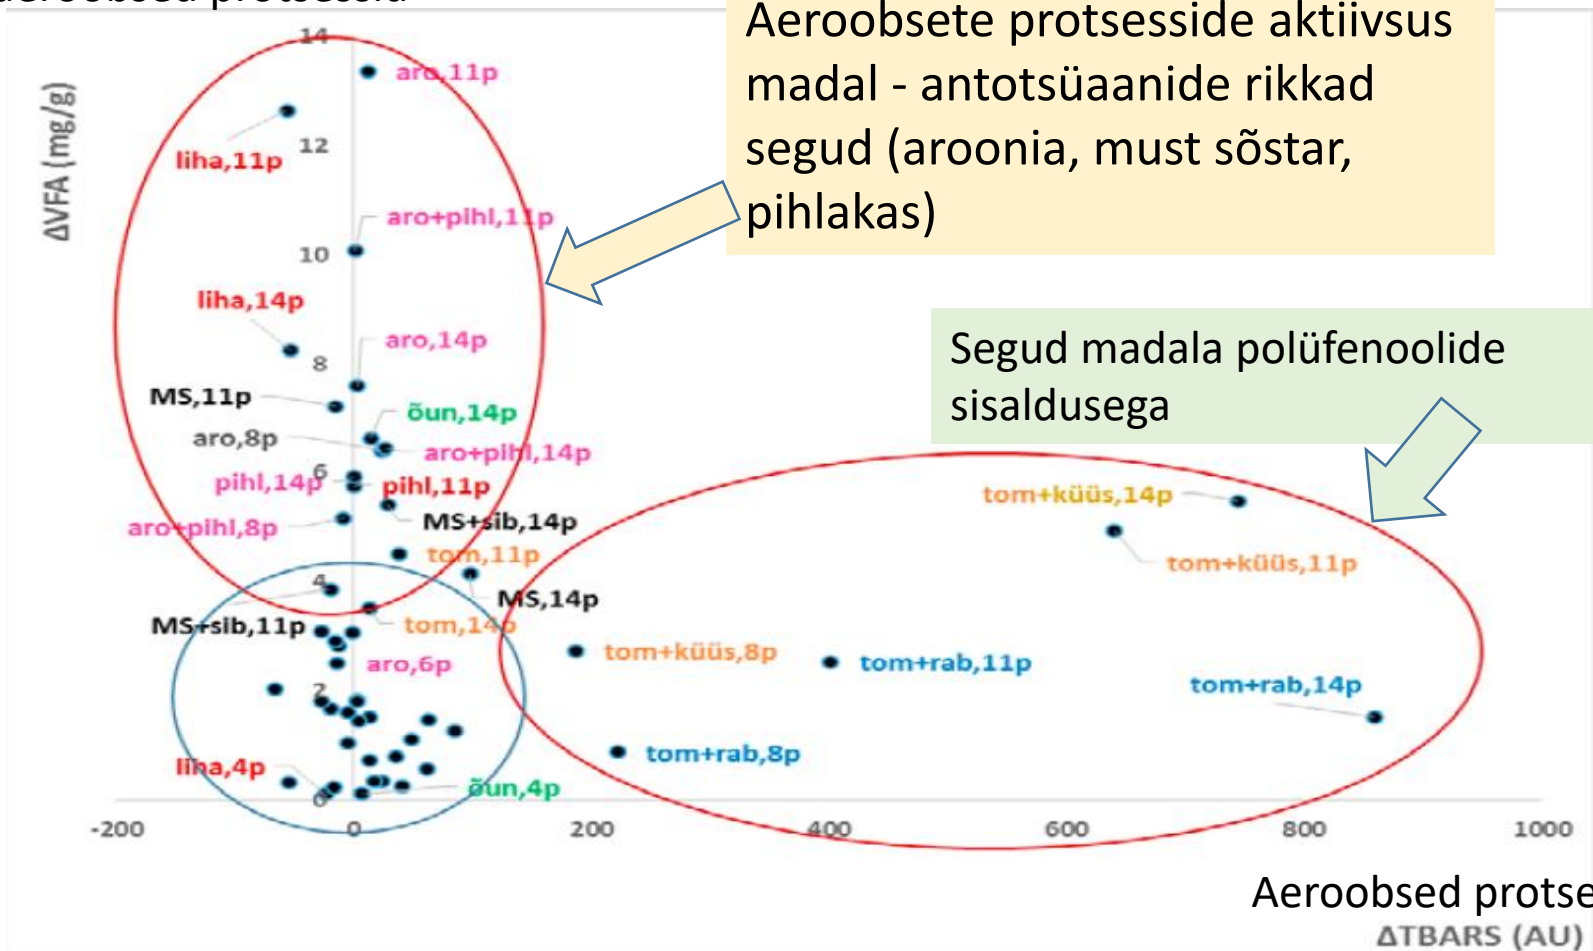 aeroobsed protsessid
Aeroobsete protsesside aktiivsus
madal - antotsüaanide rikkad
segud (aroonia, must sõstar,
pihlakas)
Segud madala polüfenoolide
sisaldusega
ΔVFA (mg/g)
14
12
10
8
6
4
2
0
aro,11p
liha,11p
aro+pihl,11p
liha,14p
aro,14p
MS,11p
õun,14p
aro,8p
aro+pihl,14p
pihl,14p
pihl,11p
MS+sib,14p
aro+pihl,8p
tom,11p
MS,14p
MS+sib,11p
tom,14p
aro,6p
liha,4p
õun,4p
tom+küüs,14p
tom+küüs,11p
tom+küüs,8p
tom+rab,11p
tom+rab,14p
tom+rab,8p
-200 0 200 400 600 800 1000
Aeroobsed protse
ΔTBARS (AU)